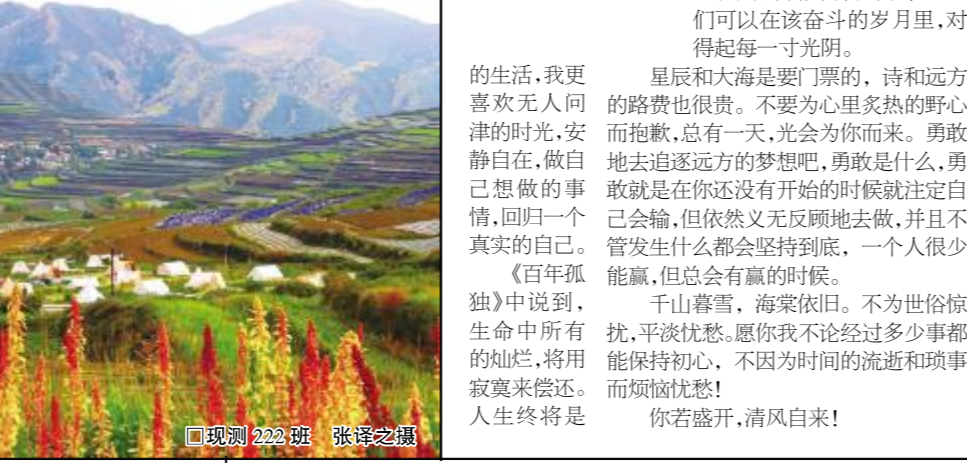 的生活,我更
喜欢无人问
津的时光,安
静自在,做自
己想做的事
情,回归一个
真实的自己。
《百年孤
独》中说到,
生命中所有
的灿烂,将用
寂寞来偿还。
人生终将是
们可以在该奋斗的岁月里,对
得起每一寸光阴。
星辰和大海是要门票的,诗和远方
的路费也很贵。不要为心里炙热的野心
而抱歉,总有一天,光会为你而来。勇敢
地去追逐远方的梦想吧,勇敢是什么,勇
敢就是在你还没有开始的时候就注定自
己会输,但依然义无反顾地去做,并且不
管发生什么都会坚持到底,一个人很少
能赢,但总会有赢的时候。
千山暮雪,海棠依旧。不为世俗惊
扰,平淡忧愁。愿你我不论经过多少事都
能保持初心,不因为时间的流逝和琐事
而烦恼忧愁!
你若盛开,清风自来!
□现测222班 张译之摄